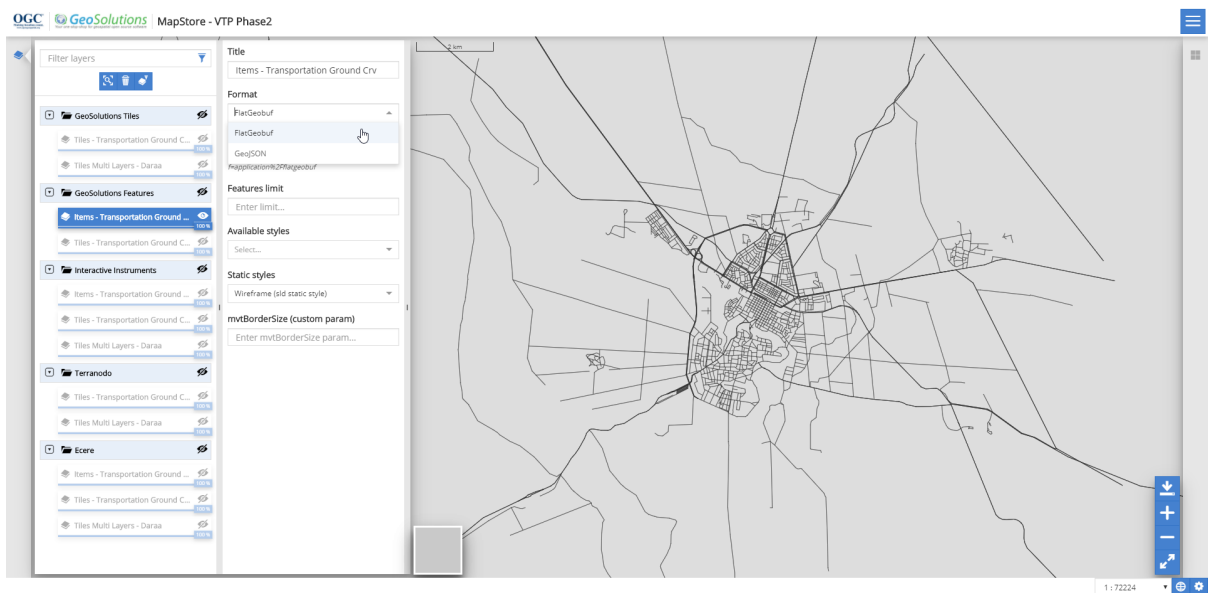 OGC
GeoSolutions
MapStore - VTP Phase2
Filter layers
GeoSolutions Tiles
Tiles - Transportation Ground C...
100 %
Tiles Multi Layers - Daraa
100 %
GeoSolutions Features
Items - Transportation Ground ...
100 %
Tiles - Transportation Ground C...
100 %
Interactive Instruments
Items - Transportation Ground ...
100 %
Tiles - Transportation Ground C...
100 %
Tiles Multi Layers - Daraa
100 %
Terranodo
Tiles - Transportation Ground C...
100 %
Tiles Multi Layers - Daraa
100 %
Ecere
Items - Transportation Ground ...
100 %
Tiles - Transportation Ground C...
100 %
Tiles Multi Layers - Daraa
100 %
Title
Items - Transportation Ground Crv
Format
FlatGeobuf
FlatGeobuf
GeoJSON
f=application%2Fflatgeobuf
Features limit
Enter limit...
Available styles
Select...
Static styles
Wireframe (sld static style)
mvtBorderSize (custom param)
Enter mvtBorderSize param...
2 km
1 : 72224